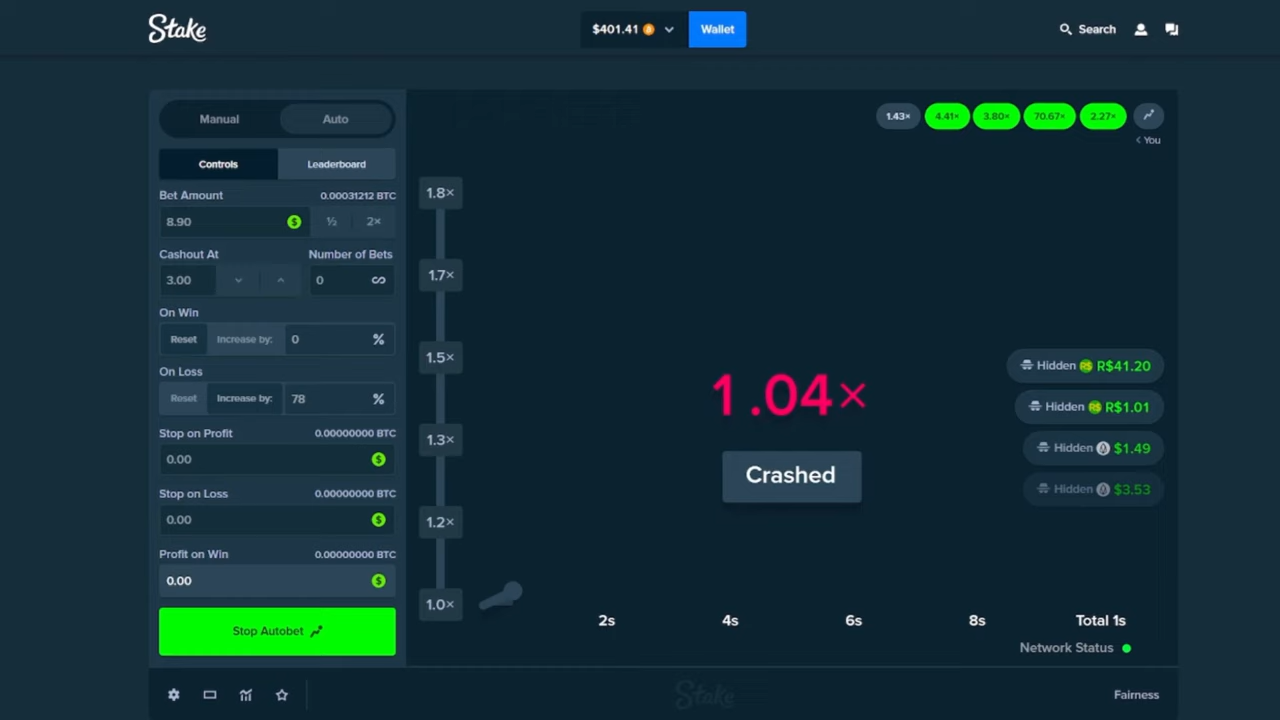 Stake
$401.41
Wallet
Search
Manual
Auto
Controls
Leaderboard
Bet Amount
0.00031212 BTC
8.90
$
½
2×
Cashout At
Number of Bets
3.00
0
∞
On Win
Reset
Increase by:
0
%
On Loss
Reset
Increase by:
78
%
Stop on Profit
0.00000000 BTC
0.00
$
Stop on Loss
0.00000000 BTC
0.00
$
Profit on Win
0.00000000 BTC
0.00
$
Stop Autobet
1.43×
4.41×
3.80×
70.67×
2.27×
< You
1.8×
1.7×
1.5×
1.3×
1.2×
1.0×
1.04×
Crashed
Hidden R$41.20
Hidden R$1.01
Hidden $1.49
Hidden $3.53
2s
4s
6s
8s
Total 1s
Network Status
Stake
Fairness